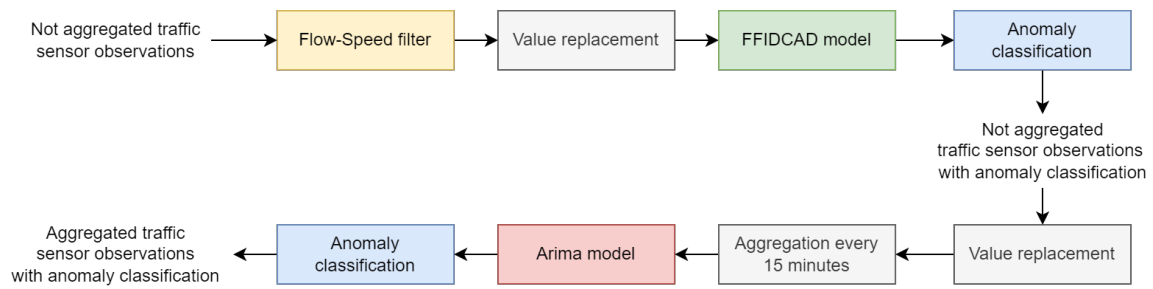 Not aggregated traffic
sensor observations
Flow-Speed filter
Value replacement
FFIDCAD model
Anomaly
classification
Not aggregated
traffic sensor observations
with anomaly classification
Value replacement
Aggregation every
15 minutes
Arima model
Anomaly
classification
Aggregated traffic
sensor observations
with anomaly classification